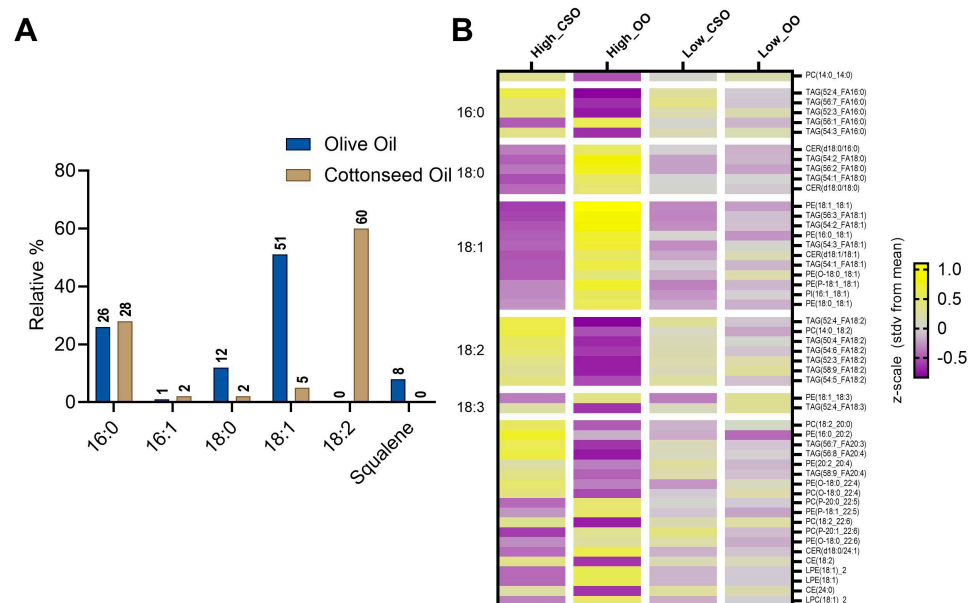 A
Olive Oil
Cottonseed Oil
Relative %
80
60
40
20
0
26
28
1
2
12
2
51
5
0
60
8
0
16:0
16:1
18:0
18:1
18:2
Squalene
B
High_CSO
High_OO
Low_CSO
Low_OO
PC(14:0_14:0)
16:0
TAG(52:4_FA16:0)
TAG(56:7_FA16:0)
TAG(52:3_FA16:0)
TAG(56:1_FA16:0)
TAG(54:3_FA16:0)
18:0
CER(d18:0/16:0)
TAG(54:2_FA18:0)
TAG(56:2_FA18:0)
TAG(54:1_FA18:0)
CER(d18:0/18:0)
18:1
PE(18:1_18:1)
TAG(56:3_FA18:1)
TAG(54:2_FA18:1)
PE(16:0_18:1)
TAG(54:3_FA18:1)
CER(d18:1/18:1)
TAG(54:1_FA18:1)
PE(O-18:0_18:1)
PE(P-18:1_18:1)
PI(16:1_18:1)
PE(18:0_18:1)
18:2
TAG(52:4_FA18:2)
PC(14:0_18:2)
TAG(50:4_FA18:2)
TAG(54:6_FA18:2)
TAG(52:3_FA18:2)
TAG(58:9_FA18:2)
TAG(54:5_FA18:2)
18:3
PE(18:1_18:3)
TAG(52:4_FA18:3)
PC(18:2_20:0)
PE(16:0_20:2)
TAG(56:7_FA20:3)
TAG(56:8_FA20:4)
PE(20:2_20:4)
TAG(58:9_FA20:4)
PE(O-18:0_22:4)
PC(O-18:0_22:4)
PC(P-20:0_22:5)
PE(P-18:1_22:5)
PC(18:2_22:6)
PC(P-20:1_22:6)
PE(O-18:0_22:6)
CER(d18:0/24:1)
CE(18:2)
LPE(18:1)_2
LPE(18:1)
CE(24:0)
LPC(18:1)_2
1.0
0.5
0
-0.5
z-scale (stdv from mean)